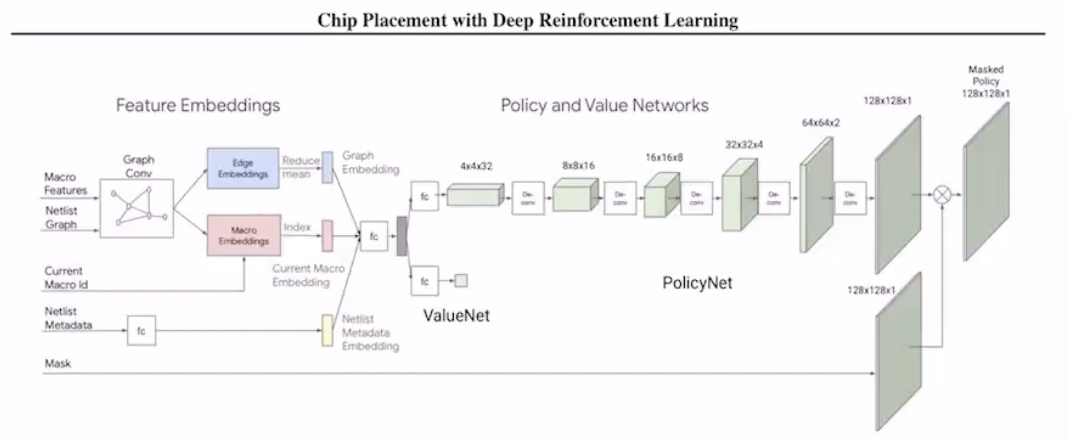 Chip Placement with Deep Reinforcement Learning
Feature Embeddings
Policy and Value Networks
Masked
Policy
128x128x1
128x128x1
64x64x2
32x32x4
16x16x8
8x8x16
4x4x32
Graph
Conv
Macro
Features
Netlist
Graph
Edge
Embeddings
Reduce
mean
Graph
Embedding
Macro
Embeddings
Index
Current Macro
Embedding
fc
fc
De-
conv
De-
conv
De-
conv
De-
conv
De-
conv
Current
Macro Id
fc
ValueNet
PolicyNet
128x128x1
Netlist
Metadata
fc
Netlist
Metadata
Embedding
Mask